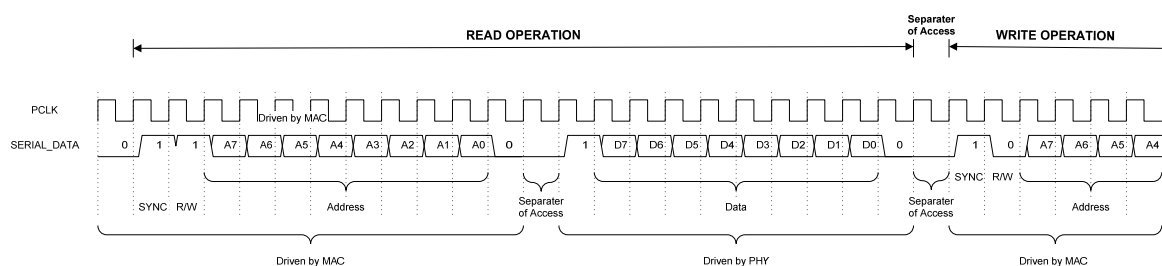 READ OPERATION
Separater
of Access
WRITE OPERATION
PCLK
Driven by MAC
SERIAL_DATA 0 1 1 A7 A6 A5 A4 A3 A2 A1 A0 0 1 D7 D6 D5 D4 D3 D2 D1 D0 0 1 0 A7 A6 A5 A4
SYNC R/W Address
Separater
of Access
Data
Separater
of Access
SYNC R/W
Address
Driven by MAC
Driven by PHY
Driven by MAC